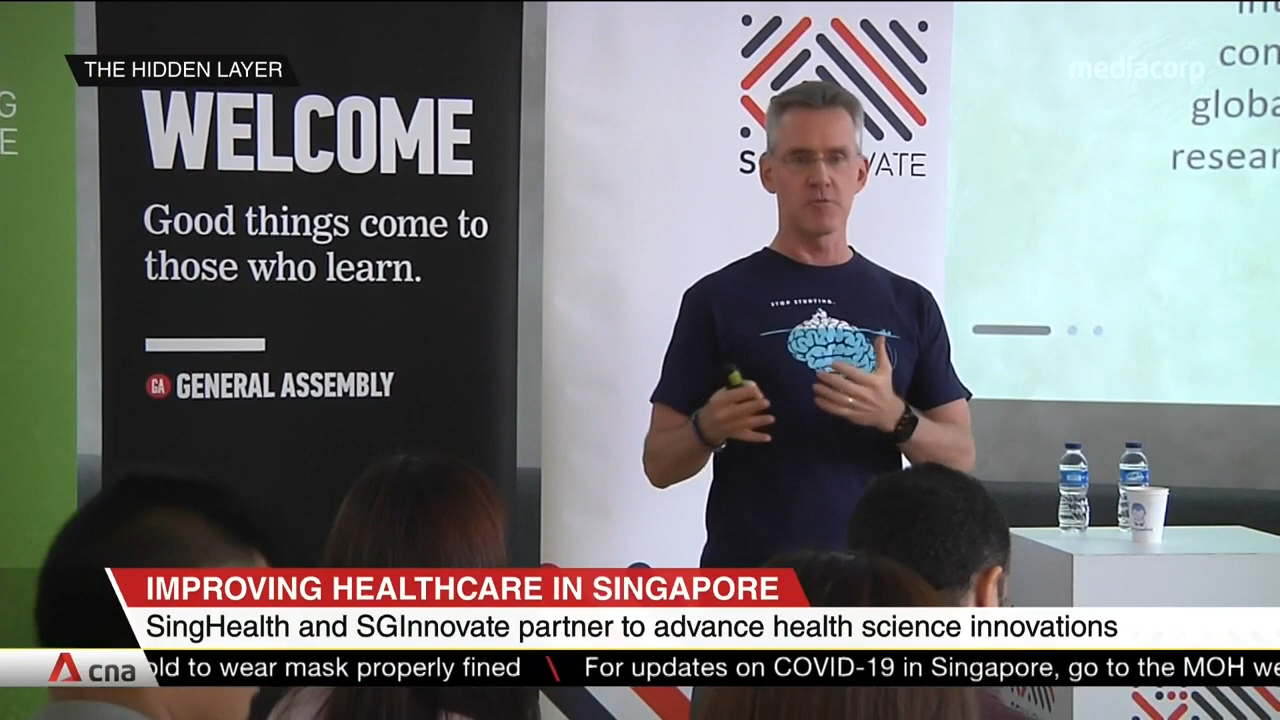 THE HIDDEN LAYER
WELCOME
Good things come to
those who learn.
GA GENERAL ASSEMBLY
STOP STUNTING.
mediacorp
con
globa
resear
IMPROVING HEALTHCARE IN SINGAPORE
SingHealth and SGInnovate partner to advance health science innovations
cna
old to wear mask properly fined \ For updates on COVID-19 in Singapore, go to the MOH we